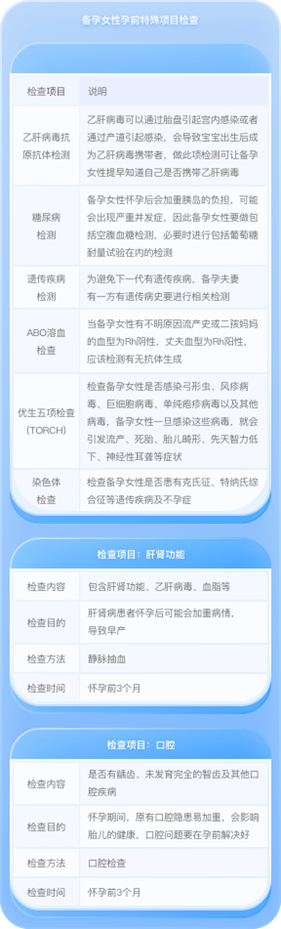 备孕女性孕前特殊项目检查
检查项目 说明
乙肝病毒抗
原抗体检测
乙肝病毒可以通过胎盘引起宫内感染或者
通过产道引起感染，会导致宝宝出生后成
为乙肝病毒携带者，做此项检测可让备孕
女性提早知道自己是否携带乙肝病毒
糖尿病
检测
备孕女性怀孕后会加重胰岛的负担，可能
会出现严重并发症，因此备孕女性要做包
括空腹血糖检测，必要时进行包括葡萄糖
耐量试验在内的检测
遗传疾病
检测
为避免下一代有遗传疾病，备孕夫妻
有一方有遗传病史要进行相关检测
ABO溶血
检查
当备孕女性有不明原因流产史或二孩妈妈
的血型为Rh阴性，丈夫血型为Rh阳性，
应该检测有无抗体生成
优生五项检查
（TORCH）
检查备孕女性是否感染弓形虫、风疹病
毒、巨细胞病毒、单纯疱疹病毒以及其他
病毒，备孕女性一旦感染这些病毒，就会
引发流产、死胎、胎儿畸形、先天智力低
下、神经性耳聋等症状
染色体
检查
检查备孕女性是否患有克氏征、特纳氏综
合征等遗传疾病及不孕症
检查项目：肝肾功能
检查内容 包含肝肾功能、乙肝病毒、血脂等
检查目的
肝肾病患者怀孕后可能会加重病情，
导致早产
检查方法 静脉抽血
检查时间 怀孕前3个月
检查项目：口腔
检查内容
是否有龋齿、未发育完全的智齿及其他口
腔疾病
检查目的
怀孕期间，原有口腔隐患易加重，会影响
胎儿的健康，口腔问题要在孕前解决好
检查方法 口腔检查
检查时间 怀孕前3个月